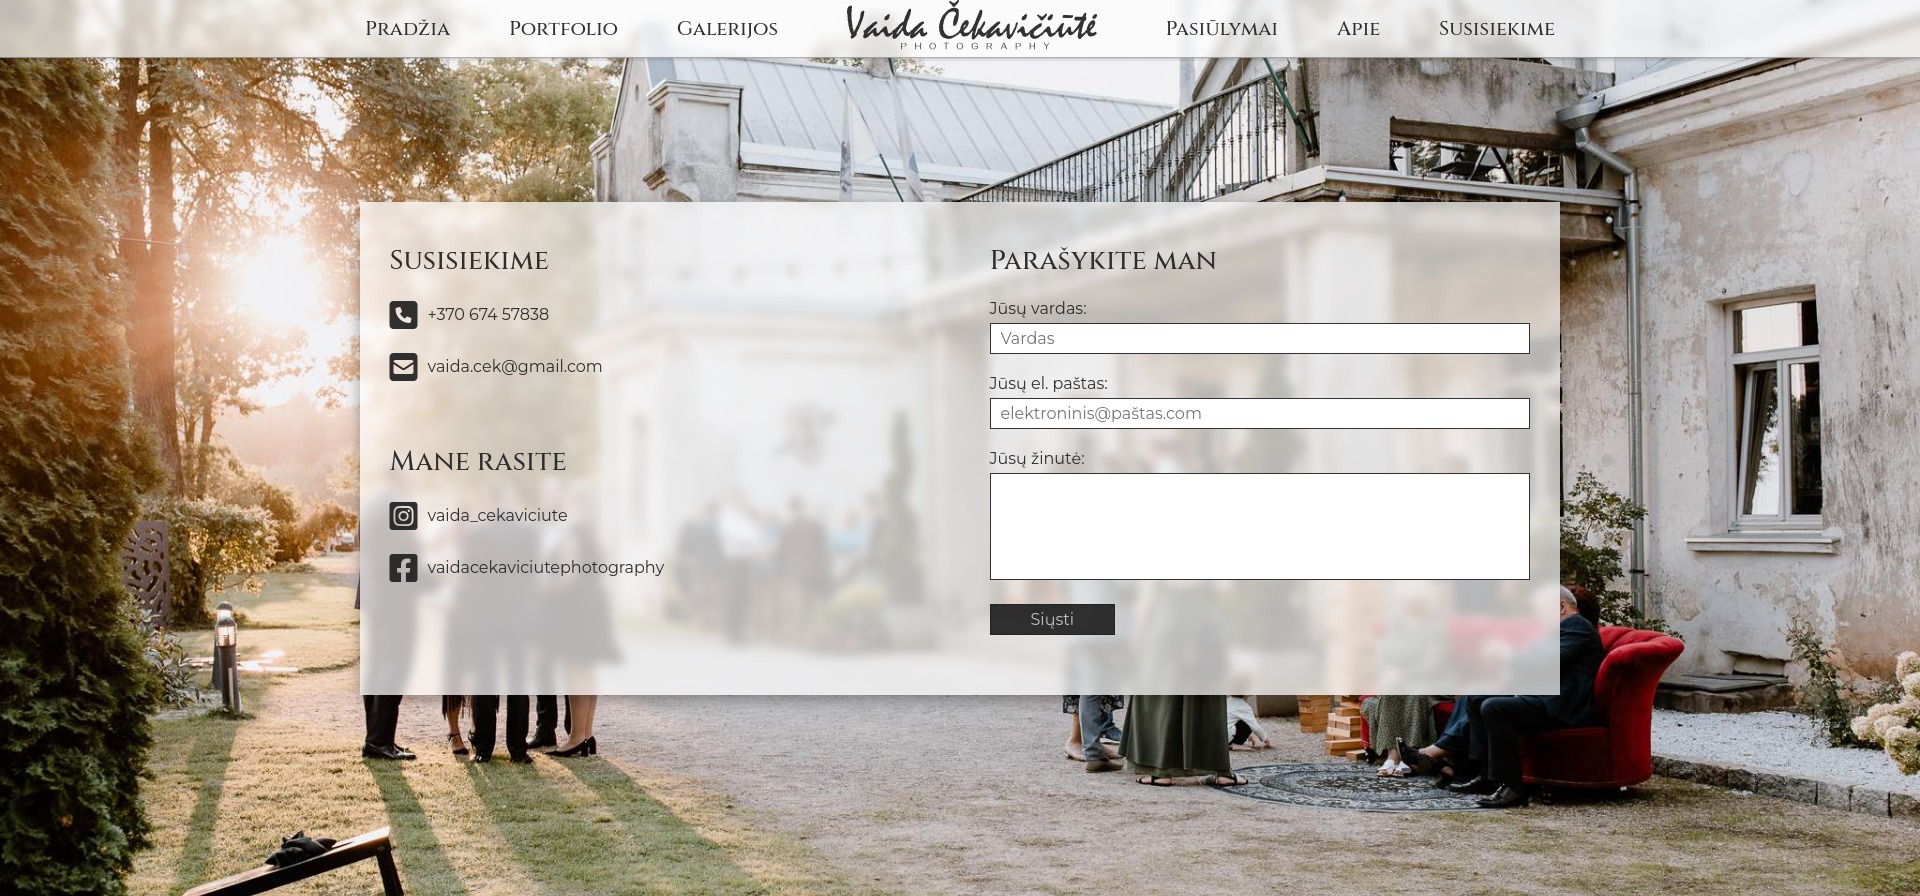 Pradžia
Portfolio
Galerijos
Vaida Čekavičiūtė
PHOTOGRAPHY
Pasiūlymai
Apie
Susisiekime
Susisiekime
+370 674 57838
vaida.cek@gmail.com
Mane rasite
vaida_cekaviciute
vaidacekaviciutephotography
Parašykite man
Jūsų vardas:
Vardas
Jūsų el. paštas:
elektroninis@paštas.com
Jūsų žinutė:
Siųsti